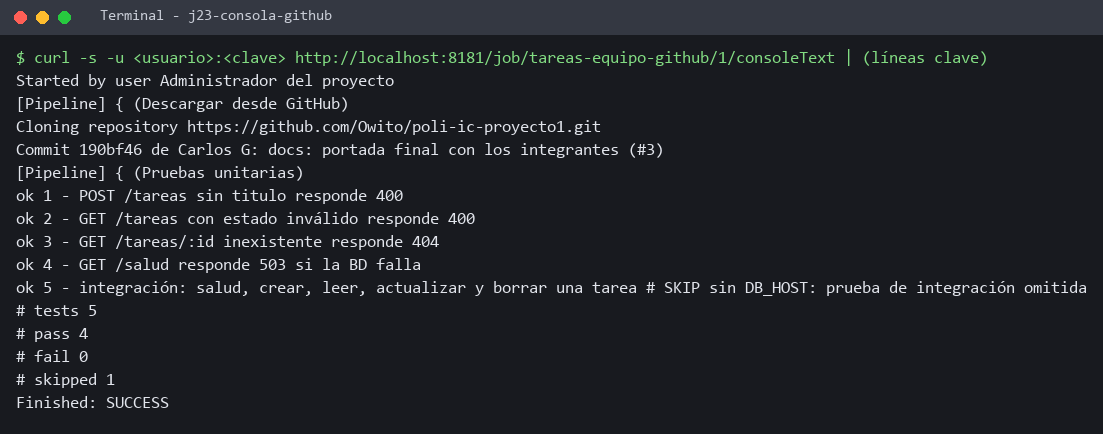 Terminal - j23-consola-github
$ curl -s -u <usuario>:<clave> http://localhost:8181/job/tareas-equipo-github/1/consoleText | (líneas clave)
Started by user Administrador del proyecto
[Pipeline] { (Descargar desde GitHub)
Cloning repository https://github.com/Owito/poli-ic-proyecto1.git
Commit 190bf46 de Carlos G: docs: portada final con los integrantes (#3)
[Pipeline] { (Pruebas unitarias)
ok 1 - POST /tareas sin titulo responde 400
ok 2 - GET /tareas con estado inválido responde 400
ok 3 - GET /tareas/:id inexistente responde 404
ok 4 - GET /salud responde 503 si la BD falla
ok 5 - integración: salud, crear, leer, actualizar y borrar una tarea # SKIP sin DB_HOST: prueba de integración omitida
# tests 5
# pass 4
# fail 0
# skipped 1
Finished: SUCCESS